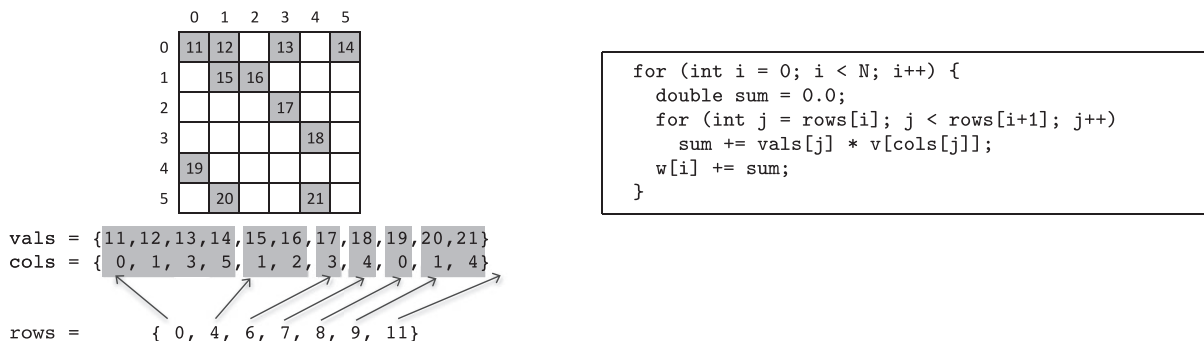 0 1 2 3 4 5
0 11 12 13 14
1 15 16
2 17
3 18
4 19
5 20 21
vals = {11,12,13,14,15,16,17,18,19,20,21}
cols = { 0, 1, 3, 5, 1, 2, 3, 4, 0, 1, 4}
rows = { 0, 4, 6, 7, 8, 9, 11}
for (int i = 0; i < N; i++) {
double sum = 0.0;
for (int j = rows[i]; j < rows[i+1]; j++)
sum += vals[j] * v[cols[j]];
w[i] += sum;
}